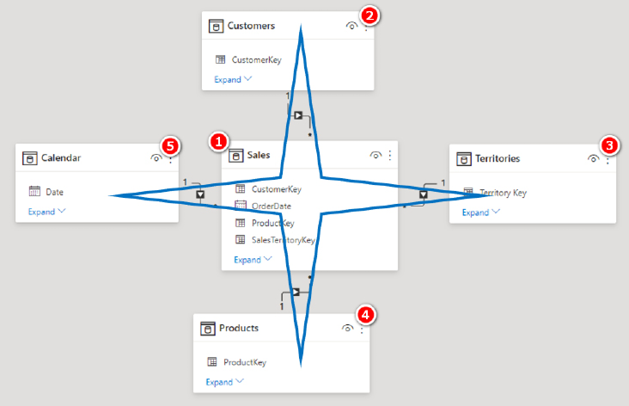 Customers
2
CustomerKey
Expand
1
*
Calendar
5
Date
Expand
1
*
1
Sales
CustomerKey
OrderDate
ProductKey
SalesTerritoryKey
Expand
Territories
3
Territory Key
Expand
1
*
*
1
Products
4
ProductKey
Expand